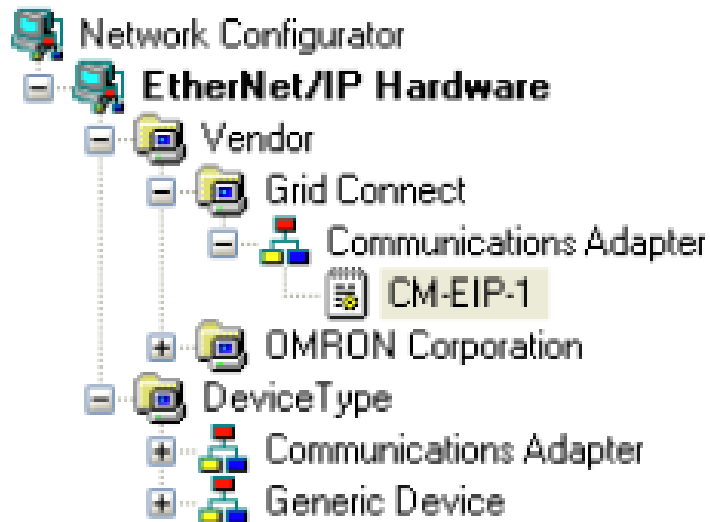 Network Configurator
EtherNet/IP Hardware
Vendor
Grid Connect
Communications Adapter
CM-EIP-1
OMRON Corporation
DeviceType
Communications Adapter
Generic Device